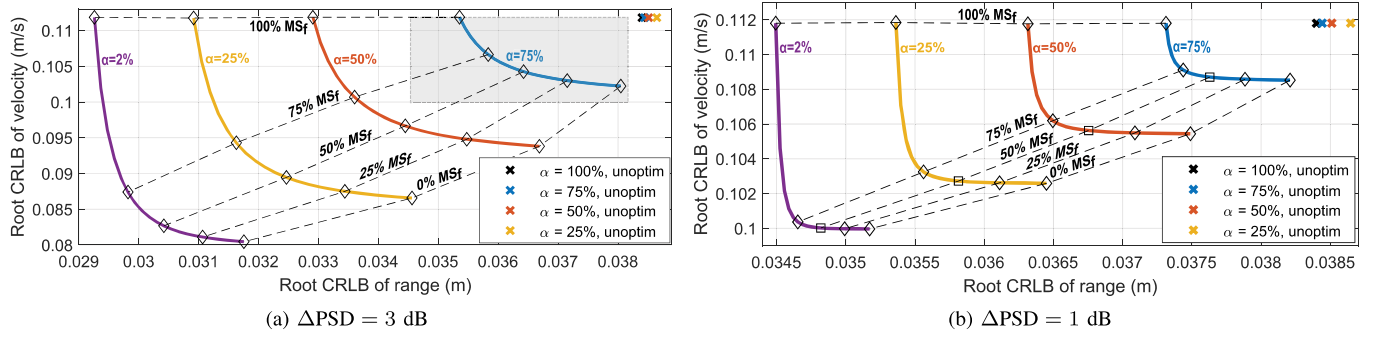 0.11
0.105
0.1
0.095
0.09
0.085
0.08
Root CRLB of velocity (m/s)
100% MSf
α=2%
α=25%
α=50%
α=75%
75% MSf
50% MSf
25% MSf
0% MSf
α = 100%, unoptim
α = 75%, unoptim
α = 50%, unoptim
α = 25%, unoptim
0.029 0.03 0.031 0.032 0.033 0.034 0.035 0.036 0.037 0.038
Root CRLB of range (m)
(a) ΔPSD = 3 dB
0.112
0.11
0.108
0.106
0.104
0.102
0.1
Root CRLB of velocity (m/s)
100% MSf
α=2%
α=25%
α=50%
α=75%
75% MSf
50% MSf
25% MSf
0% MSf
α = 100%, unoptim
α = 75%, unoptim
α = 50%, unoptim
α = 25%, unoptim
0.0345 0.035 0.0355 0.036 0.0365 0.037 0.0375 0.038 0.0385
Root CRLB of range (m)
(b) ΔPSD = 1 dB